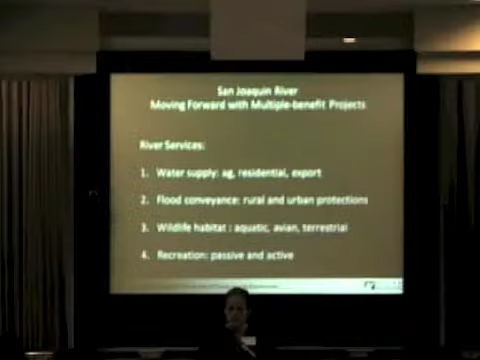 San Joaquin River
Moving Forward with Multiple-benefit Projects
River Services:
1. Water supply: ag, residential, export
2. Flood conveyance: rural and urban protections
3. Wildlife habitat : aquatic, avian, terrestrial
4. Recreation: passive and active